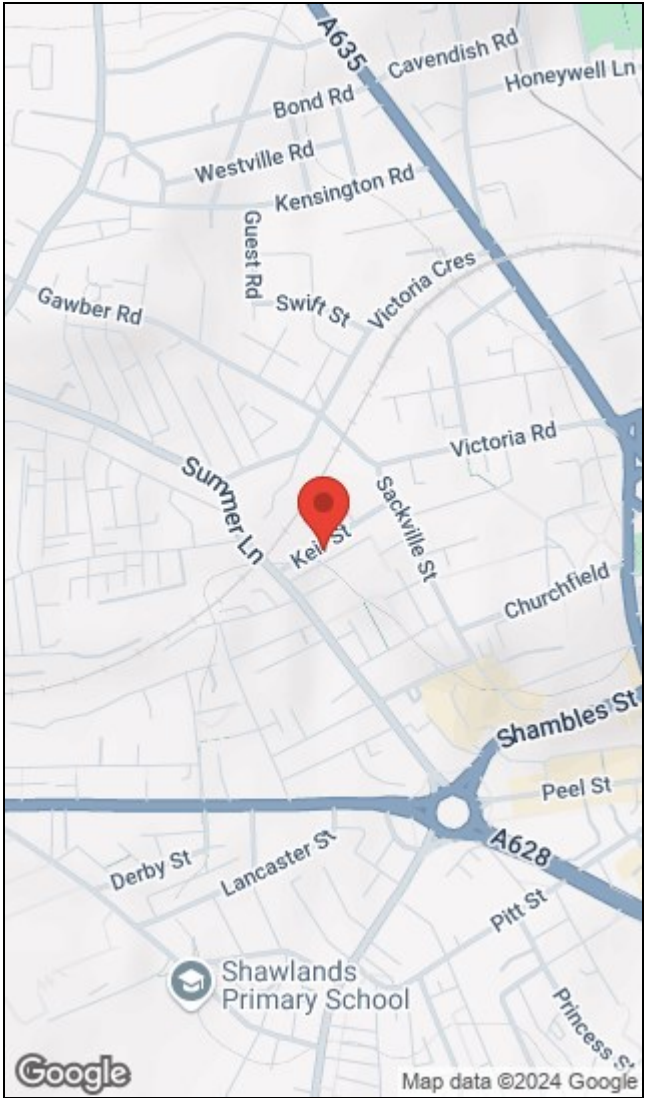 A635
Cavendish Rd
Honeywell Ln
Bond Rd
Westville Rd
Kensington Rd
Guest Rd
Victoria Cres
Swift St
Gawber Rd
Victoria Rd
Summer Ln
Sackville St
St
Churchfield
Shambles St
Peel St
A628
Derby St
Lancaster St
Pitt St
Shawlands
Primary School
Princess St
Google
Map data ©2024 Google